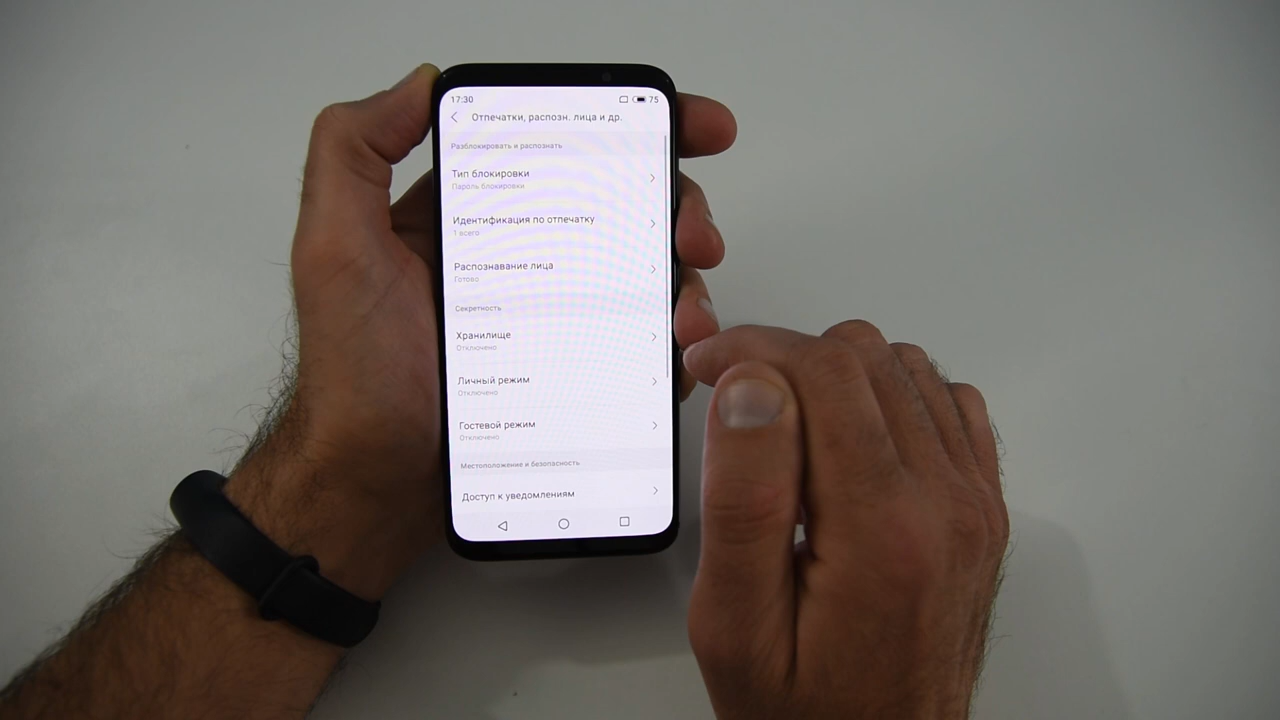 17:30 75
Отпечатки, распозн. лица и др.
Разблокировать и распознать
Тип блокировки
Пароль блокировки
Идентификация по отпечатку
1 всего
Распознавание лица
Готово
Секретность
Хранилище
Отключено
Личный режим
Отключено
Гостевой режим
Отключено
Местоположение и безопасность
Доступ к уведомлениям